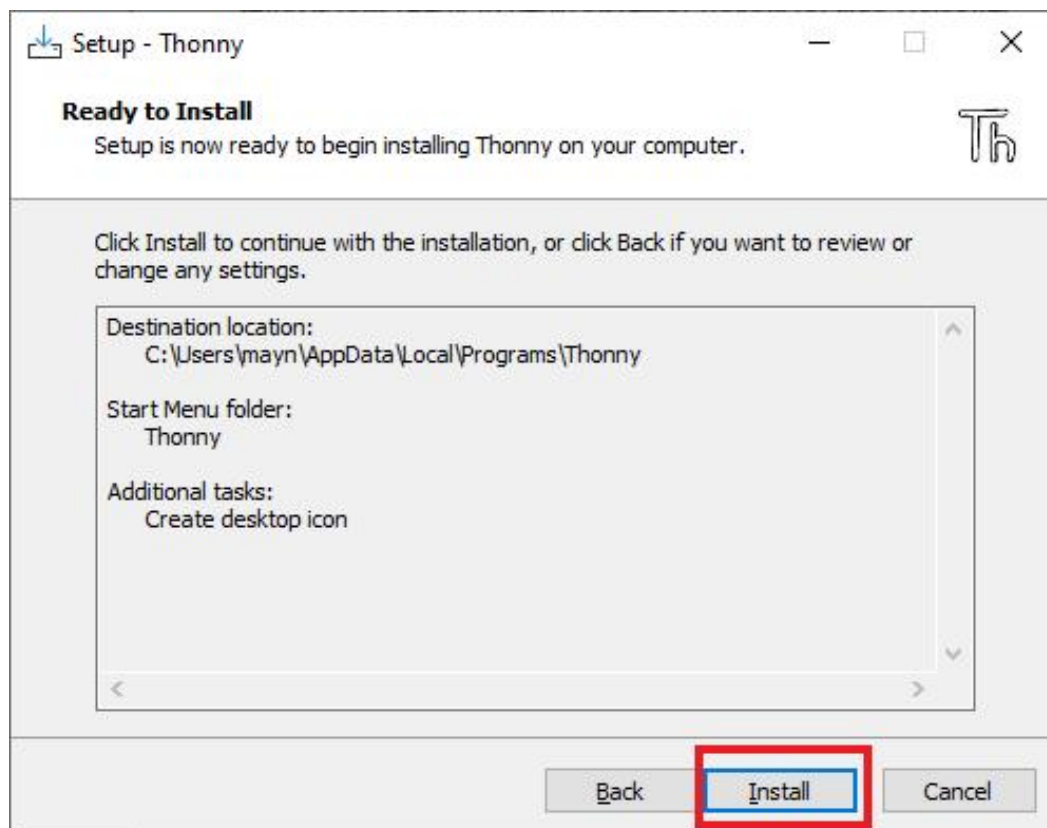 Setup - Thonny
Ready to Install
Setup is now ready to begin installing Thonny on your computer.
Th
Click Install to continue with the installation, or click Back if you want to review or
change any settings.
Destination location:
C:\Users\mayn\AppData\Local\Programs\Thonny
Start Menu folder:
Thonny
Additional tasks:
Create desktop icon
Back Install Cancel